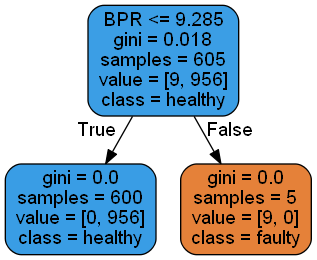 BPR <= 9.285
gini = 0.018
samples = 605
value = [9, 956]
class = healthy
True
False
gini = 0.0
samples = 600
value = [0, 956]
class = healthy
gini = 0.0
samples = 5
value = [9, 0]
class = faulty